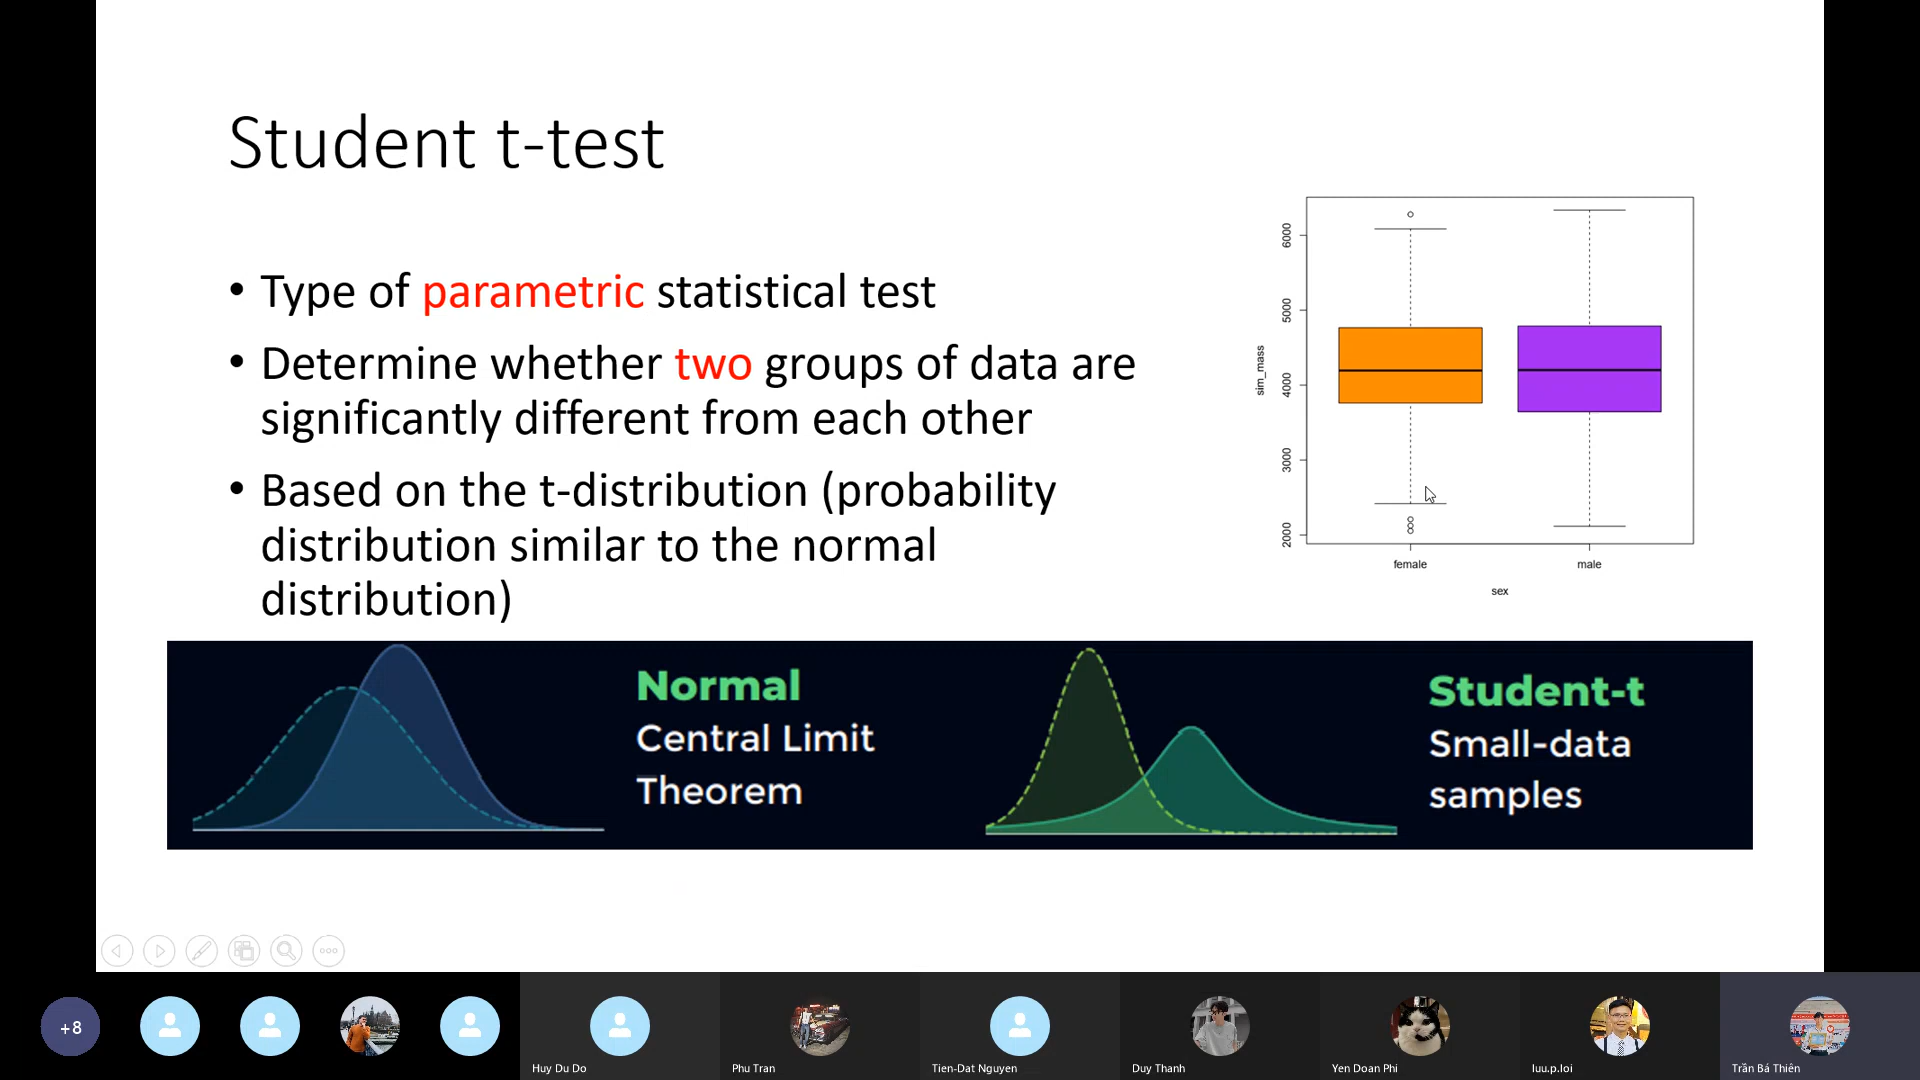 Student t-test
• Type of parametric statistical test
• Determine whether two groups of data are
significantly different from each other
• Based on the t-distribution (probability
distribution similar to the normal
distribution)
6000
5000
4000
3000
2000
sim_mass
female
male
sex
Normal
Central Limit
Theorem
Student-t
Small-data
samples
+8
Huy Du Do
Phu Tran
Tien-Dat Nguyen
Duy Thanh
Yen Doan Phi
luu.p.loi
Trần Bá Thiên